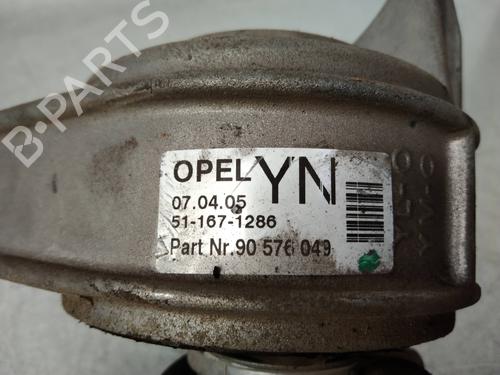 B-PARTS
OPEL YN
07.04.05
51-167-1286
Part Nr.90 576 049